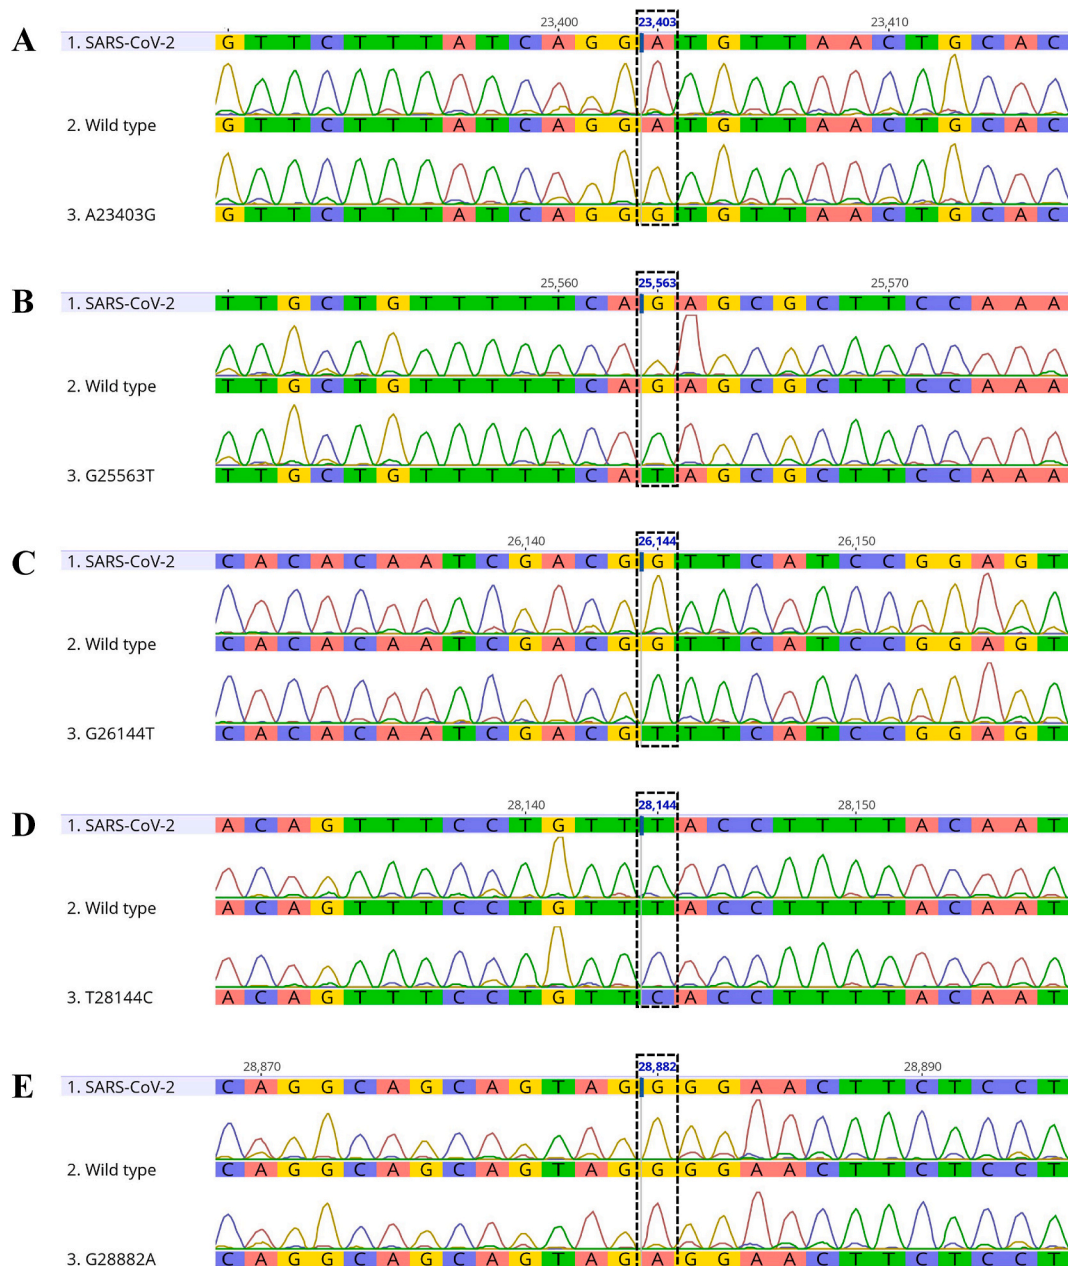 A
23,400 23,403 23,410
1. SARS-CoV-2 G T T C T T T A T C A G G A T G T T A A C T G C A C
2. Wild type G T T C T T T A T C A G G A T G T T A A C T G C A C
3. A23403G G T T C T T T A T C A G G G T G T T A A C T G C A C
B
25,560 25,563 25,570
1. SARS-CoV-2 T T G C T G T T T T T C A G A G C G C T T C C A A A
2. Wild type T T G C T G T T T T T C A G A G C G C T T C C A A A
3. G25563T T T G C T G T T T T T C A T A G C G C T T C C A A A
C
26,140 26,144 26,150
1. SARS-CoV-2 C A C A C A A T C G A C G G T T C A T C C G G A G T
2. Wild type C A C A C A A T C G A C G G T T C A T C C G G A G T
3. G26144T C A C A C A A T C G A C G T T T C A T C C G G A G T
D
28,140 28,144 28,150
1. SARS-CoV-2 A C A G T T T C C T G T T T A C C T T T T A C A A T
2. Wild type A C A G T T T C C T G T T T A C C T T T T A C A A T
3. T28144C A C A G T T T C C T G T T C A C C T T T T A C A A T
E
28,870 28,882 28,890
1. SARS-CoV-2 C A G G C A G C A G T A G G G G A A C T T C T C C T
2. Wild type C A G G C A G C A G T A G G G G A A C T T C T C C T
3. G28882A C A G G C A G C A G T A G A G G A A C T T C T C C T